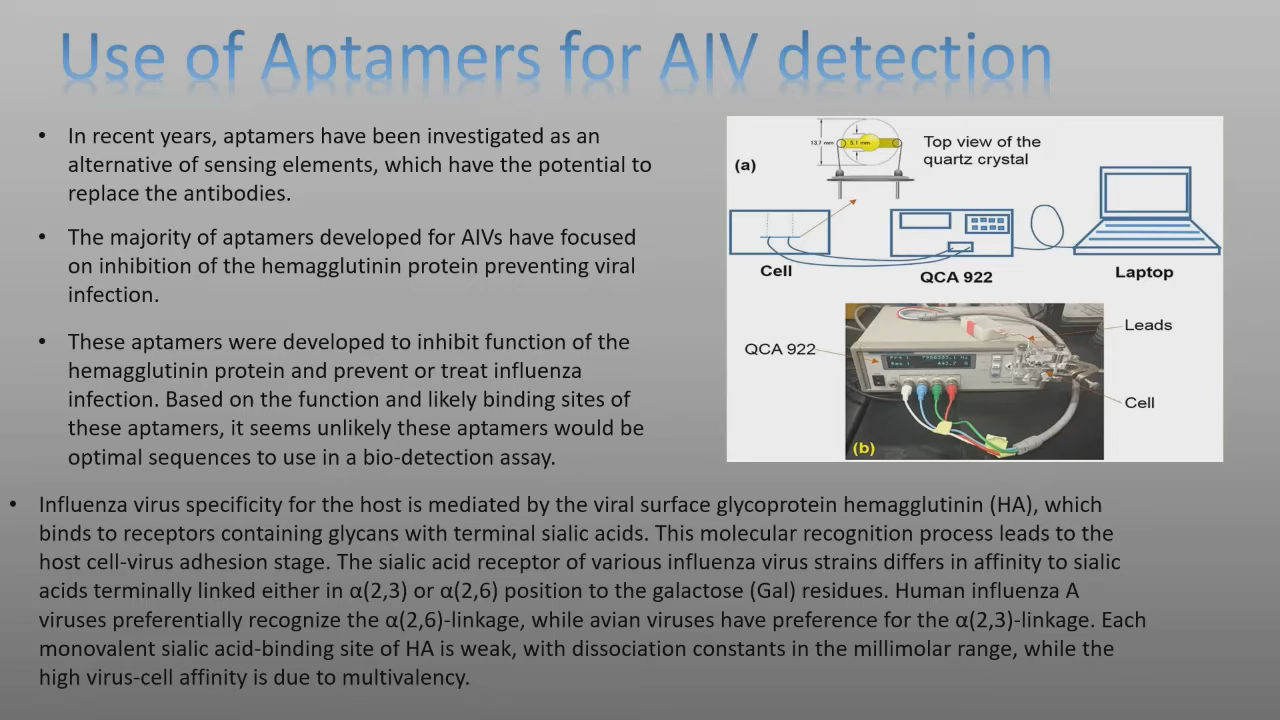 Use of Aptamers for AIV detection
• In recent years, aptamers have been investigated as an
alternative of sensing elements, which have the potential to
replace the antibodies.
• The majority of aptamers developed for AIVs have focused
on inhibition of the hemagglutinin protein preventing viral
infection.
• These aptamers were developed to inhibit function of the
hemagglutinin protein and prevent or treat influenza
infection. Based on the function and likely binding sites of
these aptamers, it seems unlikely these aptamers would be
optimal sequences to use in a bio-detection assay.
13.7 mm
5.1 mm
Top view of the
quartz crystal
(a)
Cell
QCA 922
Laptop
Leads
QCA 922
Cell
(b)
• Influenza virus specificity for the host is mediated by the viral surface glycoprotein hemagglutinin (HA), which
binds to receptors containing glycans with terminal sialic acids. This molecular recognition process leads to the
host cell-virus adhesion stage. The sialic acid receptor of various influenza virus strains differs in affinity to sialic
acids terminally linked either in α(2,3) or α(2,6) position to the galactose (Gal) residues. Human influenza A
viruses preferentially recognize the α(2,6)-linkage, while avian viruses have preference for the α(2,3)-linkage. Each
monovalent sialic acid-binding site of HA is weak, with dissociation constants in the millimolar range, while the
high virus-cell affinity is due to multivalency.